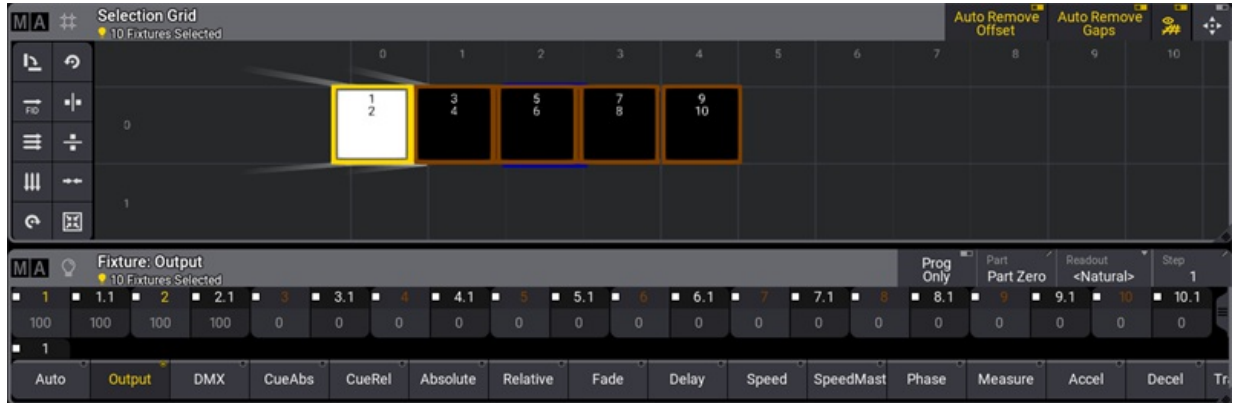 MA Selection Grid
10 Fixtures Selected
Auto Remove Offset
Auto Remove Gaps
0 1 2 3 4 5 6 7 8 9 10
FID
0
1 3 5 7 9
2 4 6 8 10
1
MA Fixture: Output
10 Fixtures Selected
Prog Only
Part
Part Zero
Readout
<Natural>
Step
1
1 1.1 2 2.1 3 3.1 4 4.1 5 5.1 6 6.1 7 7.1 8 8.1 9 9.1 10 10.1
100 100 100 100 0 0 0 0 0 0 0 0 0 0 0 0 0 0 0 0
1
Auto Output DMX CueAbs CueRel Absolute Relative Fade Delay Speed SpeedMast Phase Measure Accel Decel